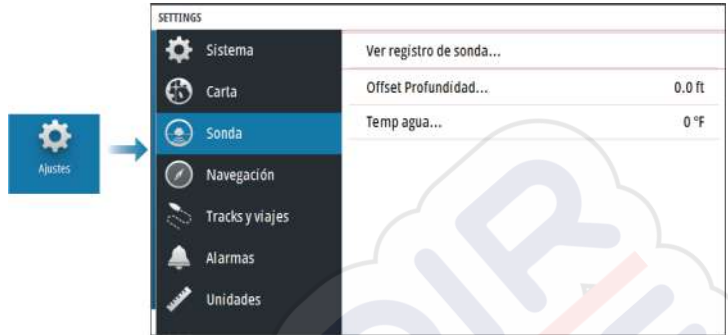 SETTINGS
Ajustes
Sistema
Carta
Sonda
Navegación
Tracks y viajes
Alarmas
Unidades
Ver registro de sonda...
Offset Profundidad... 0.0 ft
Temp agua... 0 °F